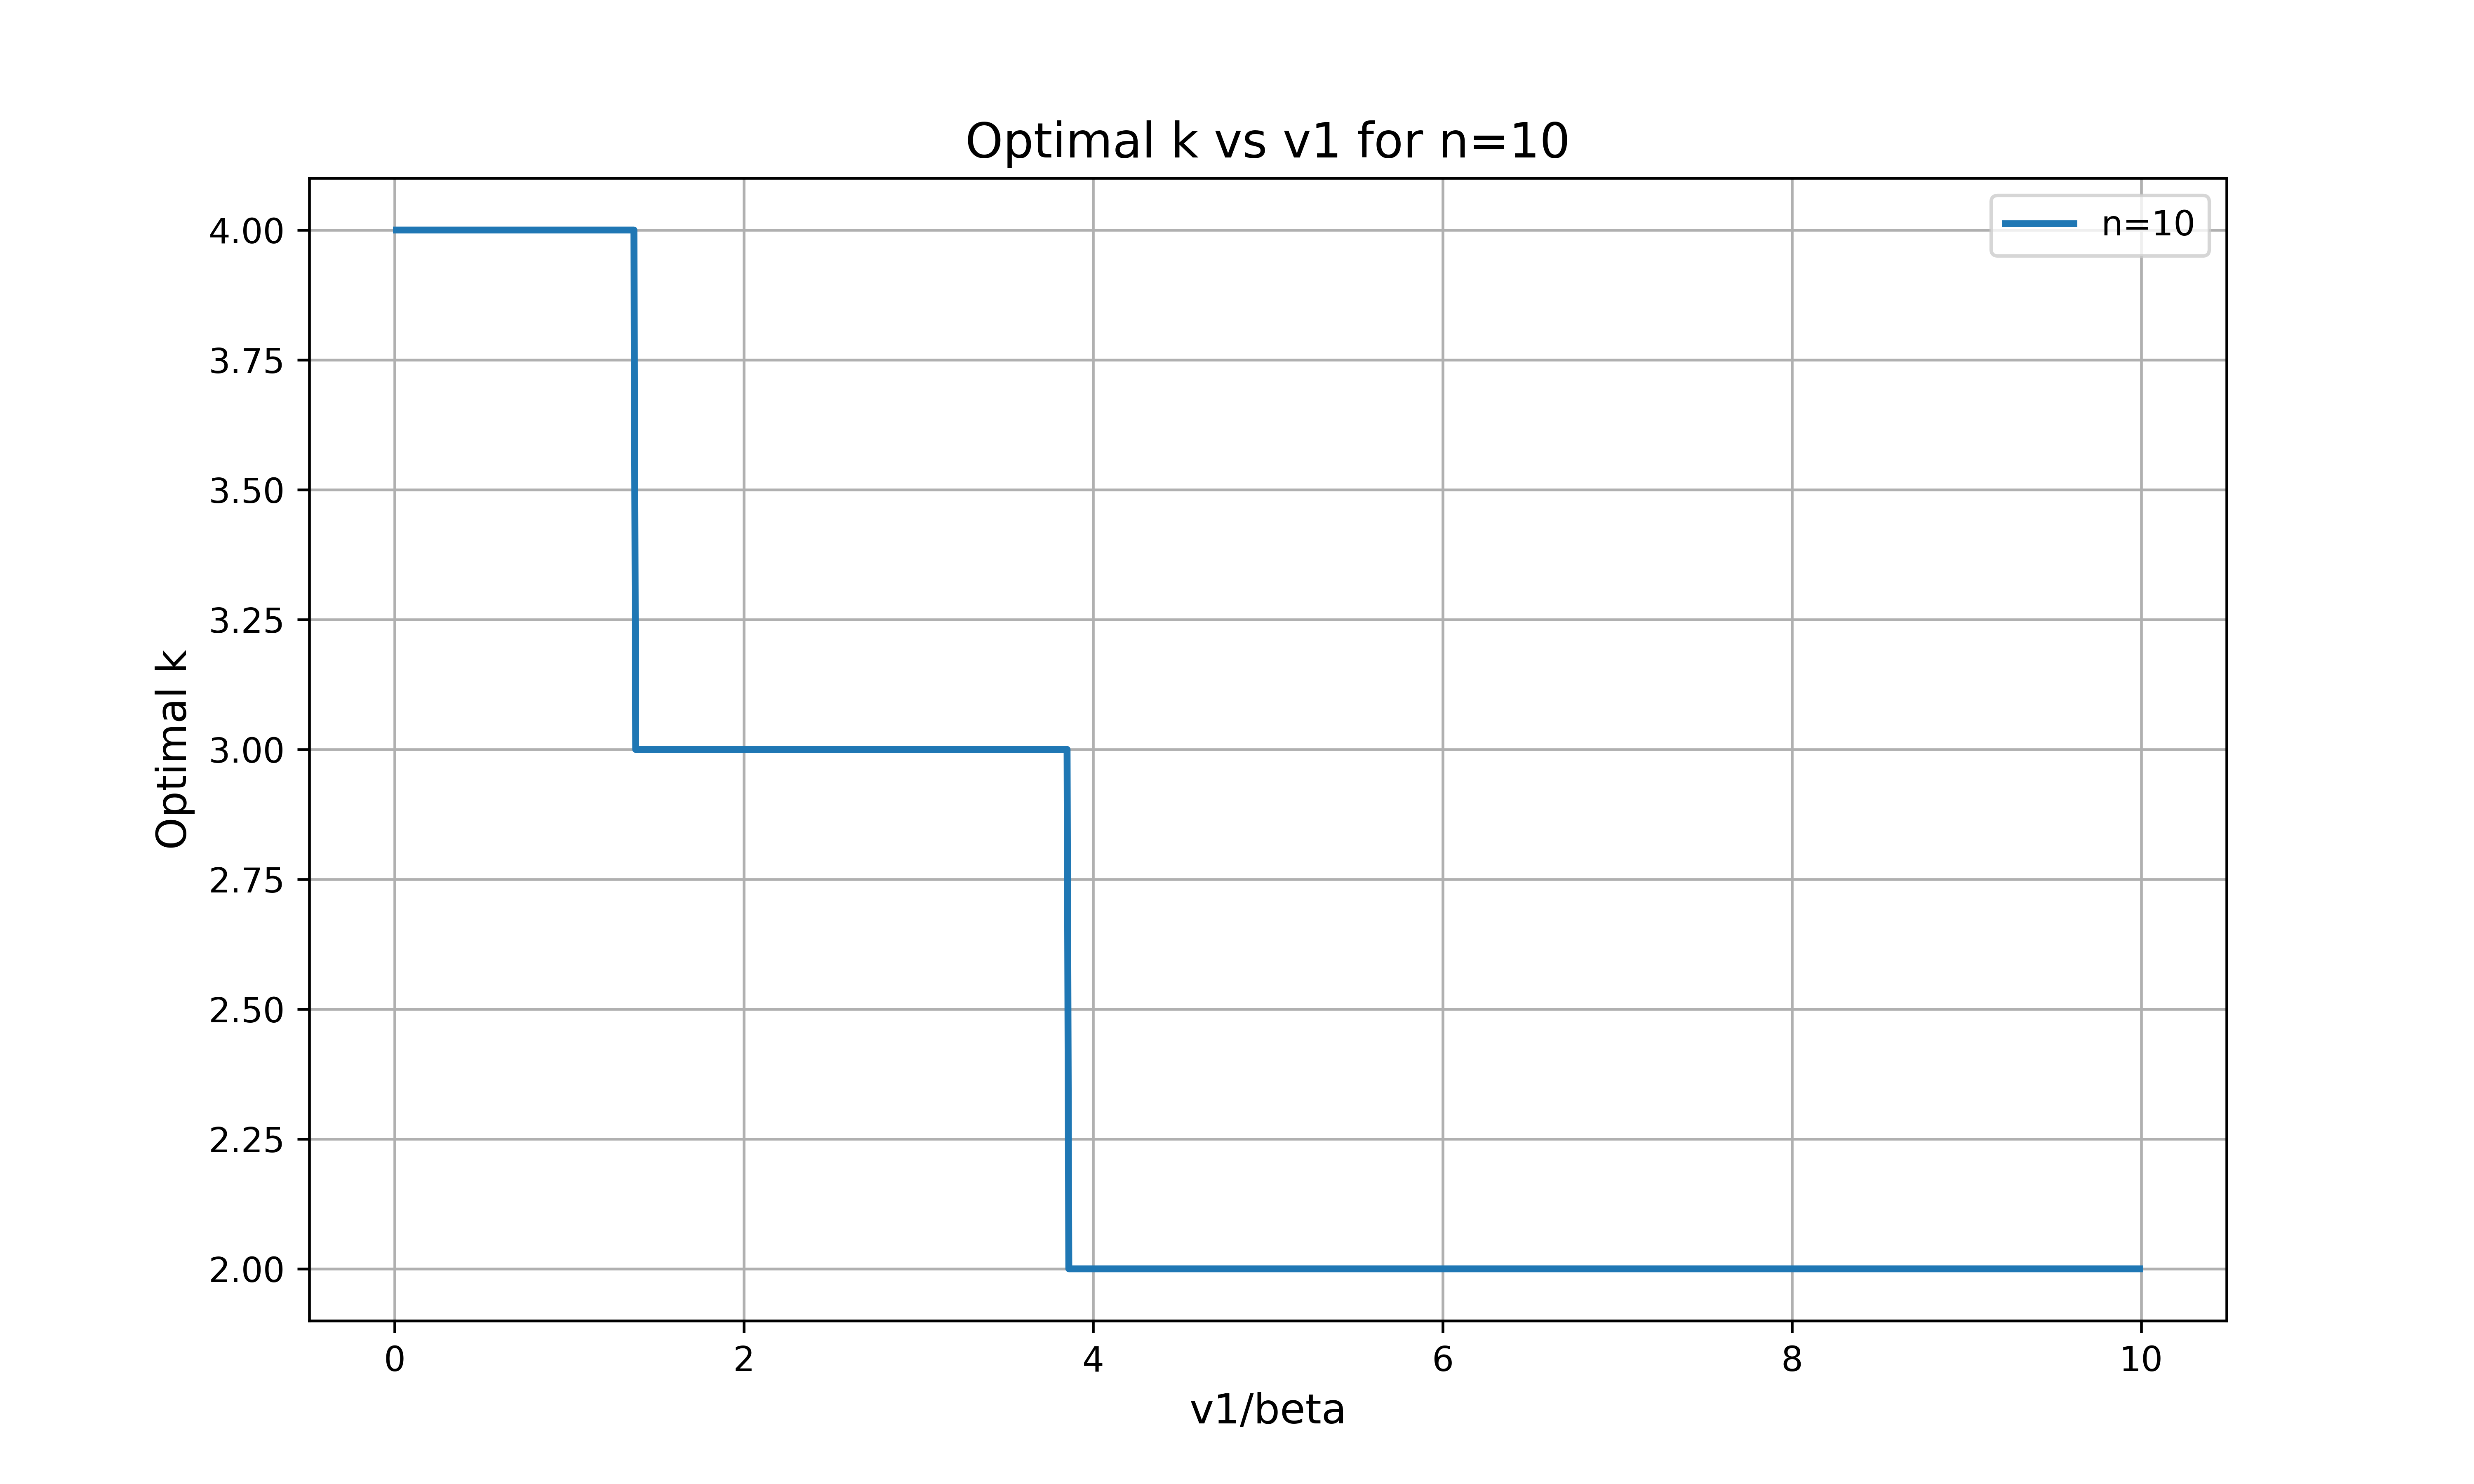 Optimal k vs v1 for n=10
n=10
4.00
3.75
3.50
3.25
3.00
2.75
2.50
2.25
2.00
Optimal k
0 2 4 6 8 10
v1/beta